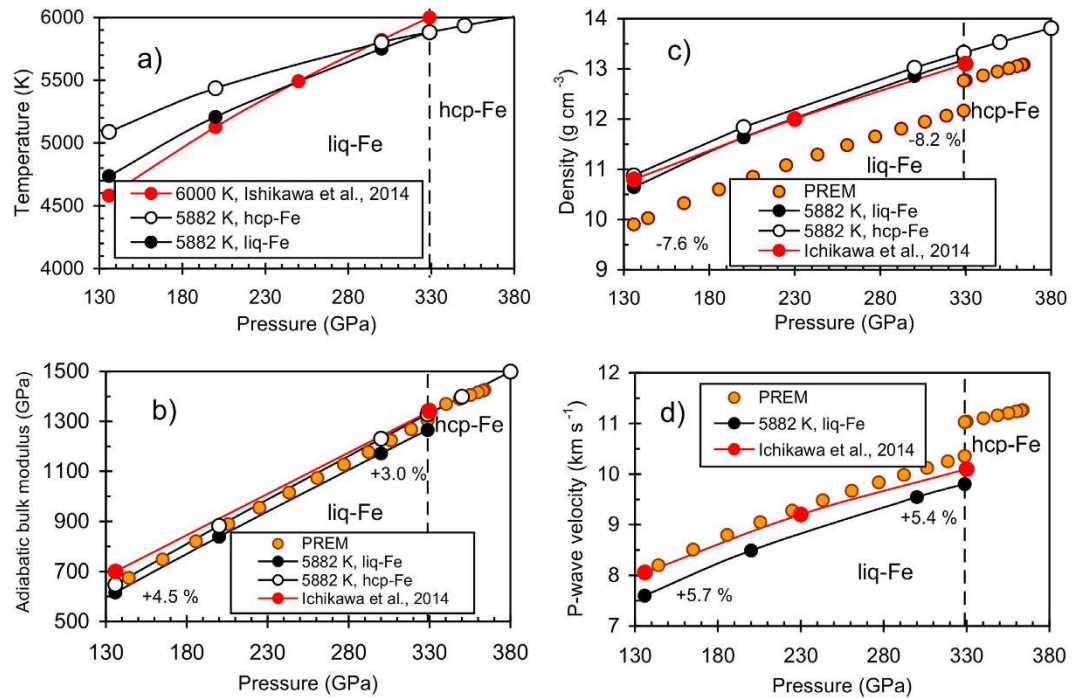 6000
5500
5000
4500
4000
Temperature (K)
a)
hcp-Fe
liq-Fe
6000 K, Ishikawa et al., 2014
5882 K, hcp-Fe
5882 K, liq-Fe
130 180 230 280 330 380
Pressure (GPa)
14
13
12
11
10
9
Density (g cm⁻³)
c)
hcp-Fe
-8.2 %
liq-Fe
-7.6 %
PREM
5882 K, liq-Fe
5882 K, hcp-Fe
Ichikawa et al., 2014
130 180 230 280 330 380
Pressure (GPa)
1500
1300
1100
900
700
500
Adiabatic bulk modulus (GPa)
b)
hcp-Fe
+3.0 %
liq-Fe
+4.5 %
PREM
5882 K, liq-Fe
5882 K, hcp-Fe
Ichikawa et al., 2014
130 180 230 280 330 380
Pressure (GPa)
12
11
10
9
8
7
P-wave velocity (km s⁻¹)
d)
PREM
5882 K, liq-Fe
Ichikawa et al., 2014
hcp-Fe
+5.4 %
liq-Fe
+5.7 %
130 180 230 280 330 380
Pressure (GPa)